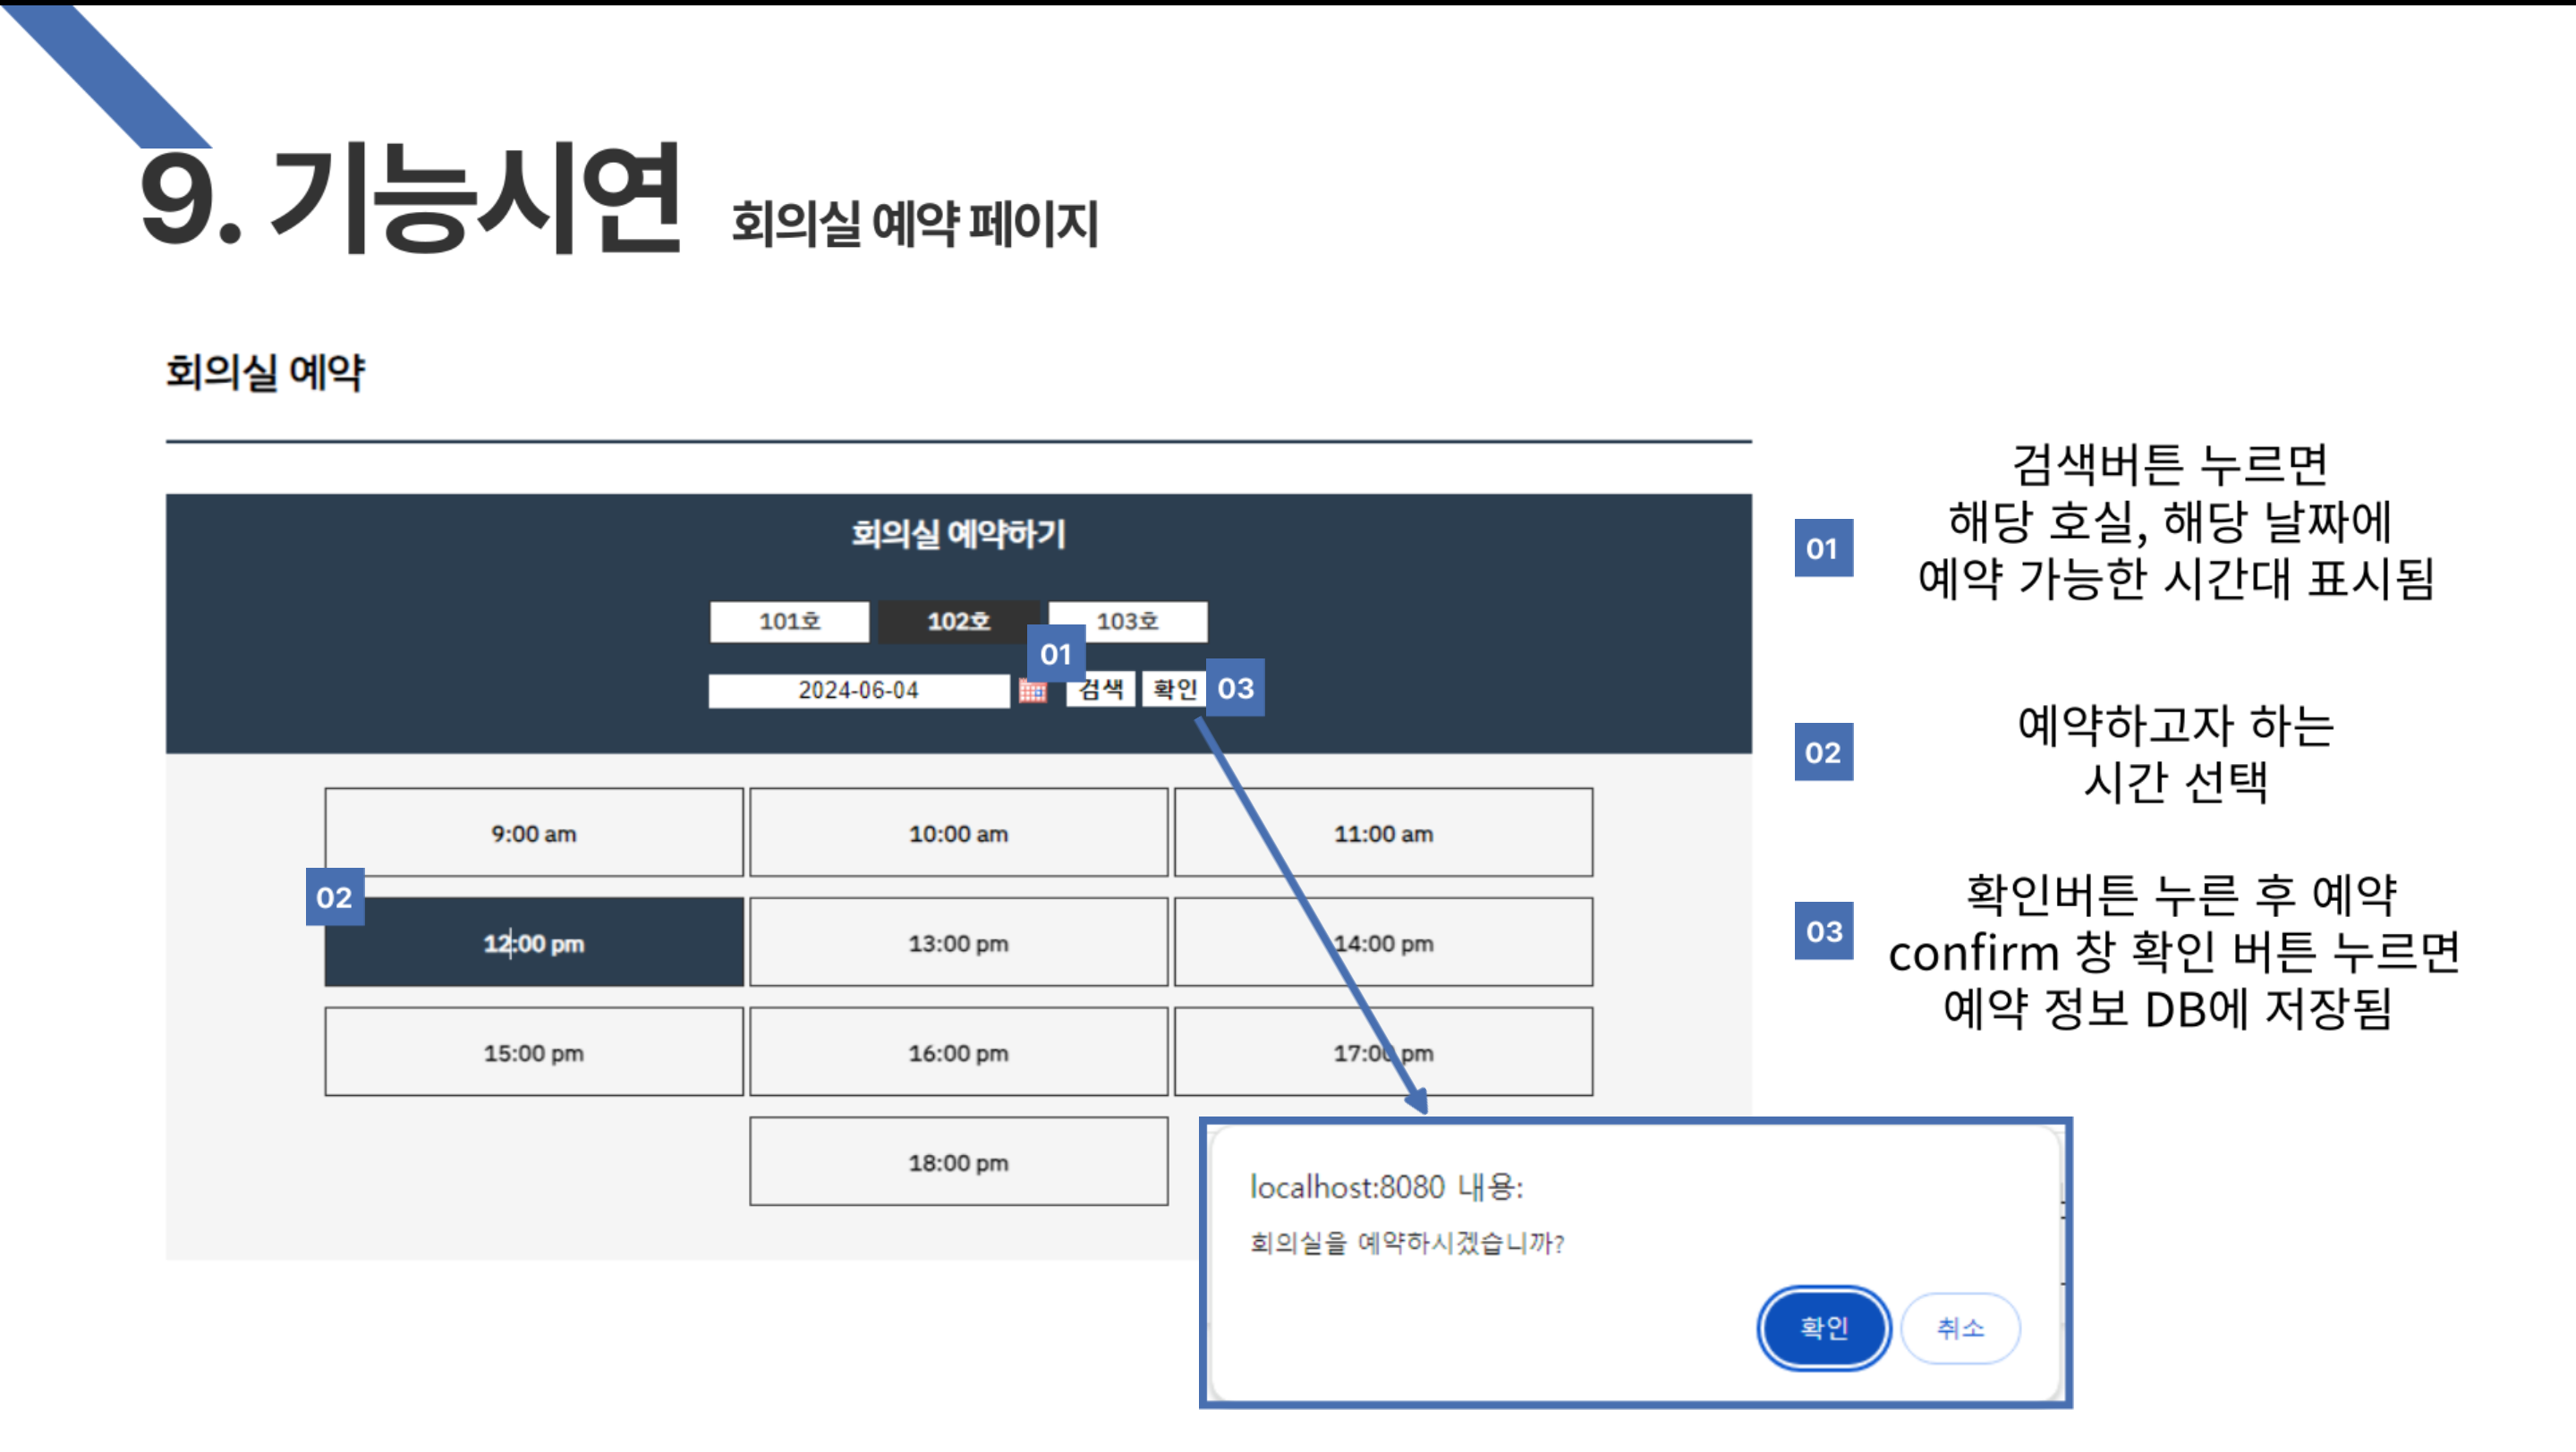 9. 기능시연 회의실 예약 페이지
회의실 예약
회의실 예약하기
101호 102호 103호
01
2024-06-04 검색 확인 03
9:00 am 10:00 am 11:00 am
02
12:00 pm 13:00 pm 14:00 pm
15:00 pm 16:00 pm 17:00 pm
18:00 pm
localhost:8080 내용:
회의실을 예약하시겠습니까?
확인 취소
01
검색버튼 누르면
해당 호실, 해당 날짜에
예약 가능한 시간대 표시됨
02
예약하고자 하는
시간 선택
03
확인버튼 누른 후 예약
confirm 창 확인 버튼 누르면
예약 정보 DB에 저장됨